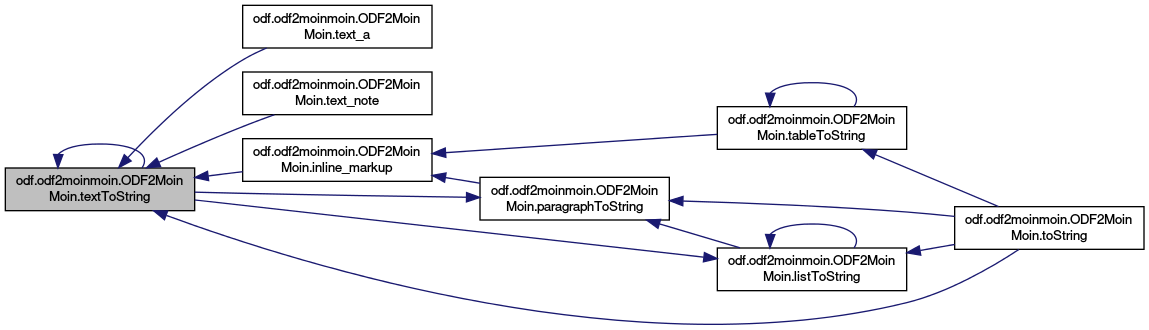 odf.odf2moinmoin.ODF2Moin
Moin.text_a
odf.odf2moinmoin.ODF2Moin
Moin.text_note
odf.odf2moinmoin.ODF2Moin
Moin.inline_markup
odf.odf2moinmoin.ODF2Moin
Moin.textToString
odf.odf2moinmoin.ODF2Moin
Moin.paragraphToString
odf.odf2moinmoin.ODF2Moin
Moin.tableToString
odf.odf2moinmoin.ODF2Moin
Moin.listToString
odf.odf2moinmoin.ODF2Moin
Moin.toString